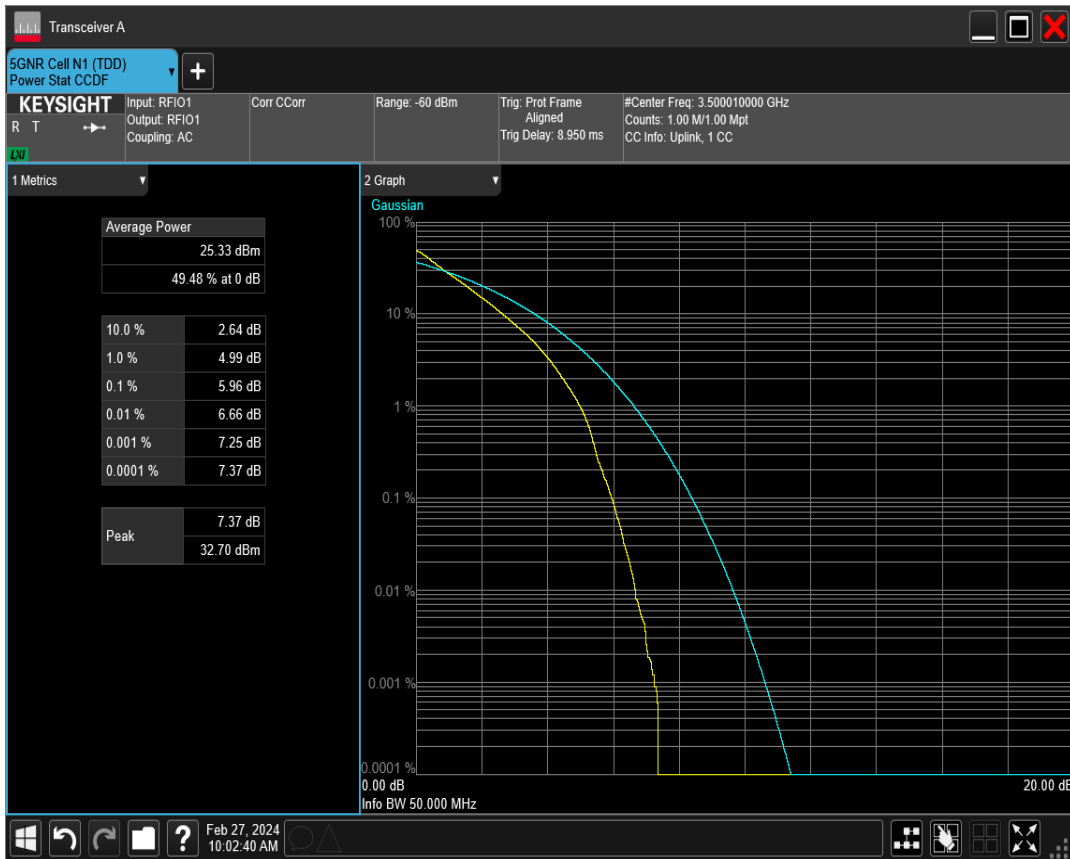 Transceiver A
5GNR Cell N1 (TDD)
Power Stat CCDF
+
KEYSIGHT
R T
LXI
Input: RFIO1
Output: RFIO1
Coupling: AC
Corr CCorr
Range: -60 dBm
Trig: Prot Frame
Aligned
Trig Delay: 8.950 ms
#Center Freq: 3.500010000 GHz
Counts: 1.00 M/1.00 Mpt
CC Info: Uplink, 1 CC
1 Metrics
Average Power
25.33 dBm
49.48 % at 0 dB
10.0 % 2.64 dB
1.0 % 4.99 dB
0.1 % 5.96 dB
0.01 % 6.66 dB
0.001 % 7.25 dB
0.0001 % 7.37 dB
Peak 7.37 dB
32.70 dBm
2 Graph
Gaussian
100 %
10 %
1 %
0.1 %
0.01 %
0.001 %
0.0001 %
0.00 dB 20.00 dB
Info BW 50.000 MHz
?
Feb 27, 2024
10:02:40 AM